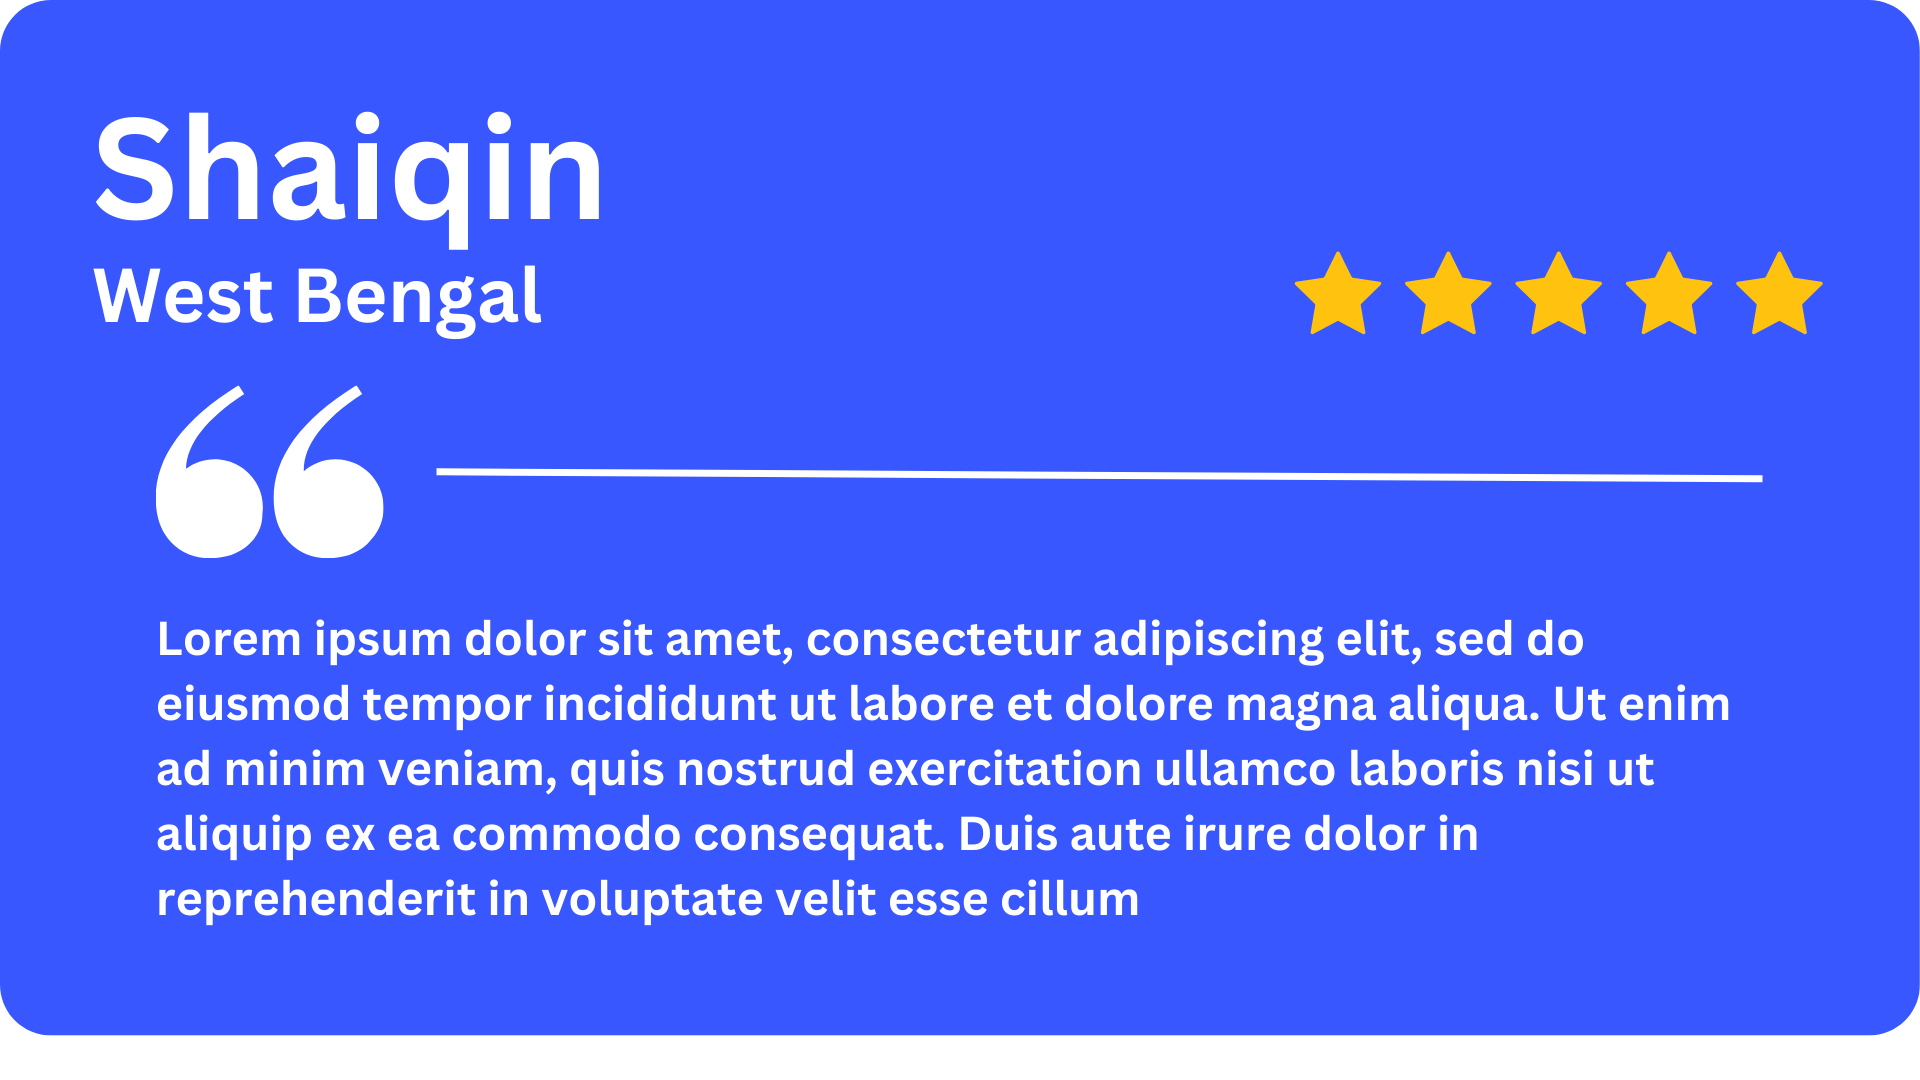 Shaiqin
West Bengal
“
Lorem ipsum dolor sit amet, consectetur adipiscing elit, sed do
eiusmod tempor incididunt ut labore et dolore magna aliqua. Ut enim
ad minim veniam, quis nostrud exercitation ullamco laboris nisi ut
aliquip ex ea commodo consequat. Duis aute irure dolor in
reprehenderit in voluptate velit esse cillum